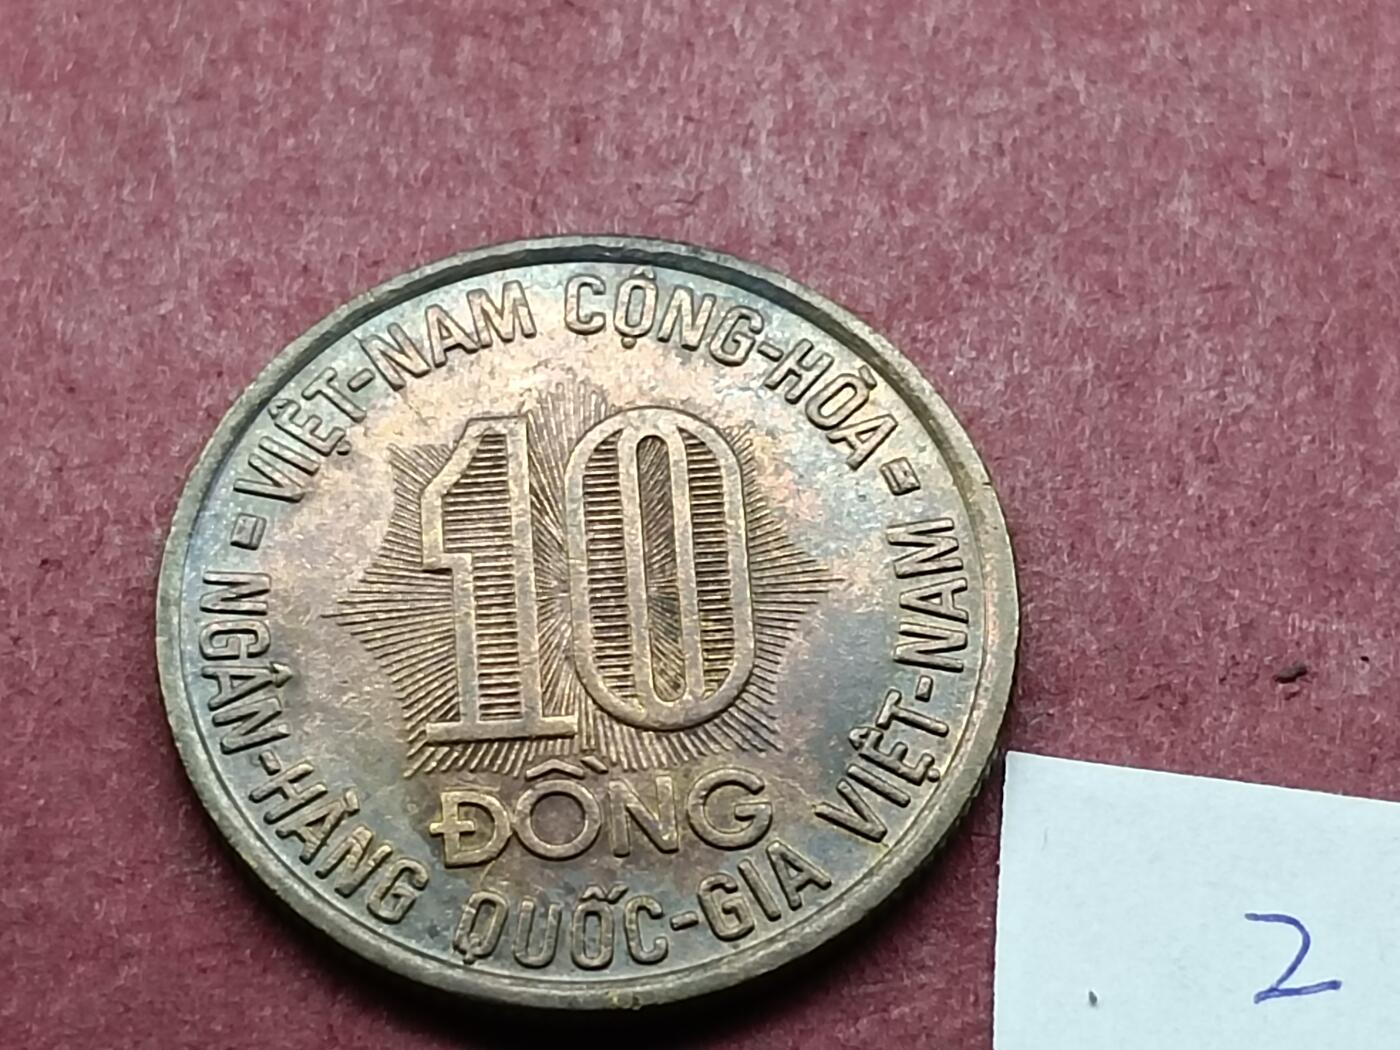 VIỆT-NAM CỘNG-HÒA
10
ĐỒNG
NGÂN-HÀNG QUỐC-GIA VIỆT-NAM
2